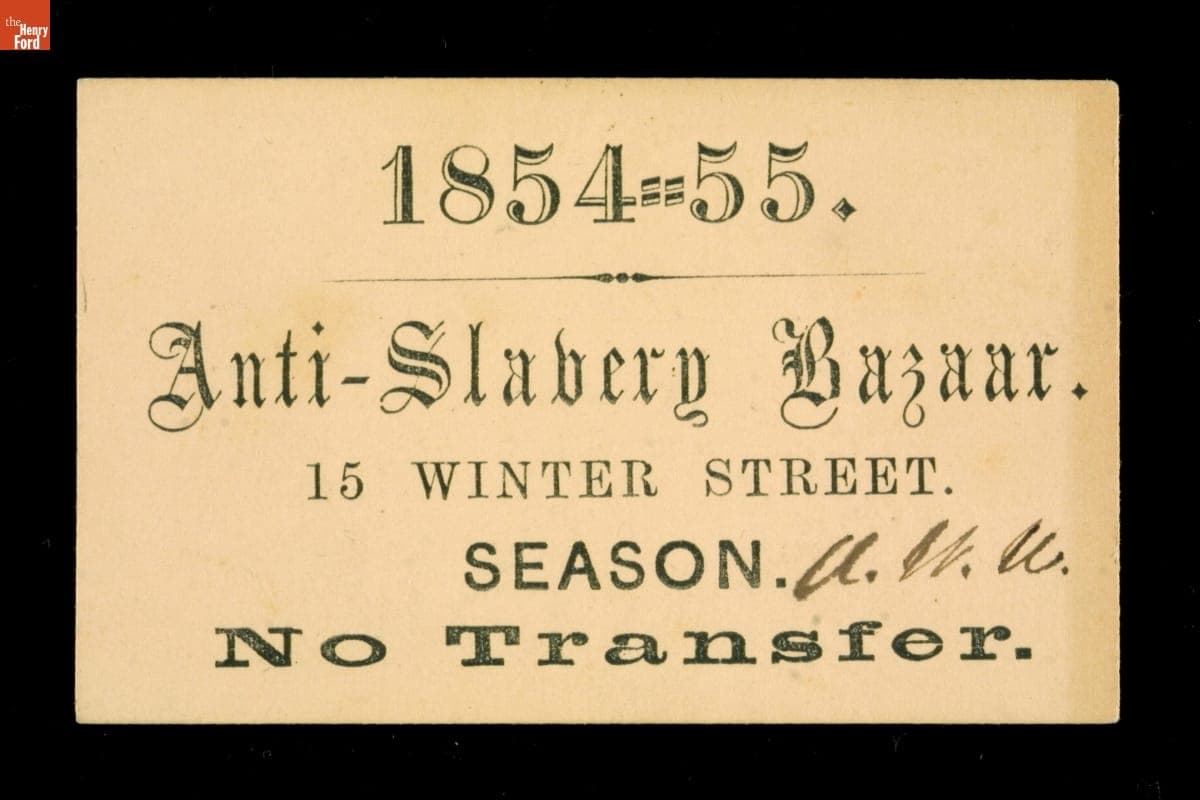 the
Henry
Ford
1854=55.
Anti-Slavery Bazaar.
15 WINTER STREET.
SEASON.
No Transfer.